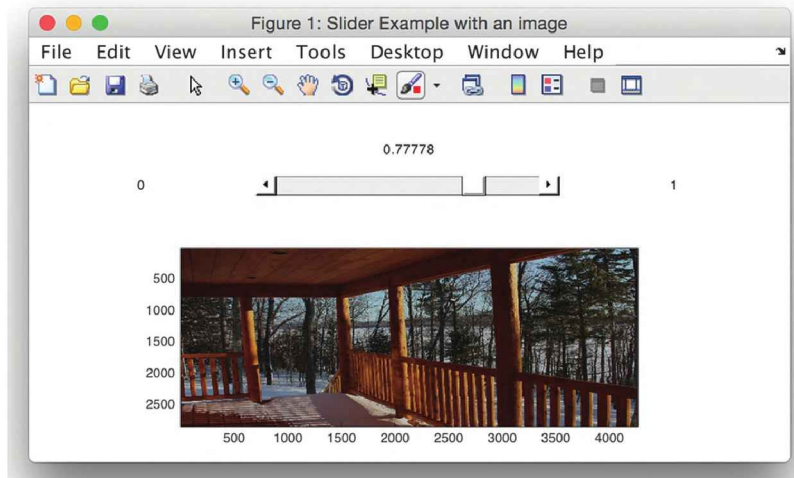 Figure 1: Slider Example with an image
File Edit View Insert Tools Desktop Window Help
0.77778
0 1
500
1000
1500
2000
2500
500 1000 1500 2000 2500 3000 3500 4000